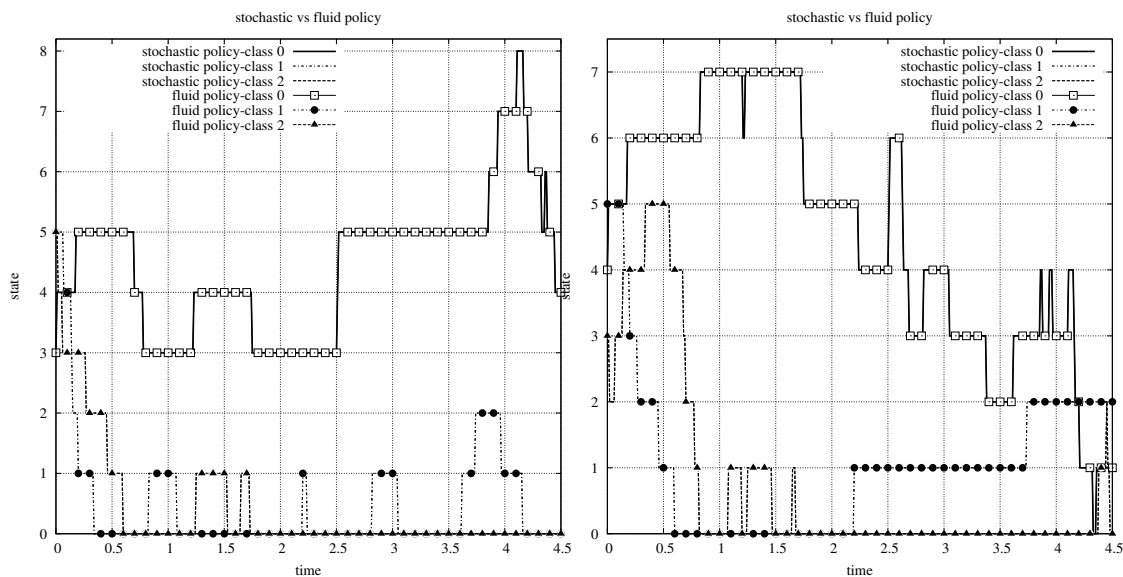 stochastic vs fluid policy
stochastic policy-class 0
stochastic policy-class 1
stochastic policy-class 2
fluid policy-class 0
fluid policy-class 1
fluid policy-class 2
8
7
6
5
4
3
2
1
0
state
0 0.5 1 1.5 2 2.5 3 3.5 4 4.5
time
stochastic vs fluid policy
stochastic policy-class 0
stochastic policy-class 1
stochastic policy-class 2
fluid policy-class 0
fluid policy-class 1
fluid policy-class 2
7
6
5
4
3
2
1
0
state
0 0.5 1 1.5 2 2.5 3 3.5 4 4.5
time